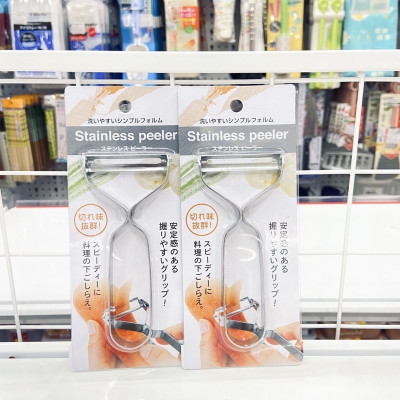 洗いやすいシンプルフォルム
Stainless peeler
ステンレス ピーラー
切れ味
抜群!
安定感のある
握りやすいグリップ!
スピーディーに
料理の下ごしらえ。
洗いやすいシンプルフォルム
Stainless peeler
ステンレス ピーラー
切れ味
抜群!
安定感のある
握りやすいグリップ!
スピーディーに
料理の下ごしらえ。